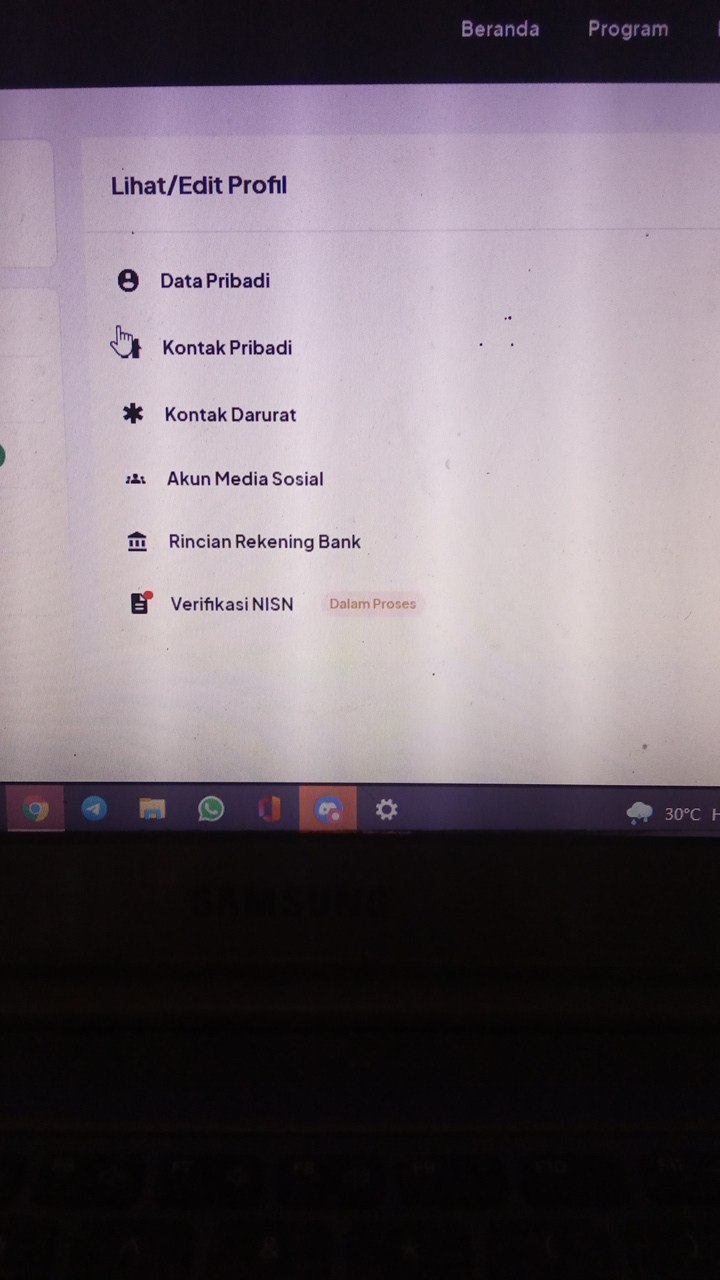 Beranda Program
Lihat/Edit Profil
Data Pribadi
Kontak Pribadi
Kontak Darurat
Akun Media Sosial
Rincian Rekening Bank
Verifikasi NISN Dalam Proses
30°C H
SAMSUNG